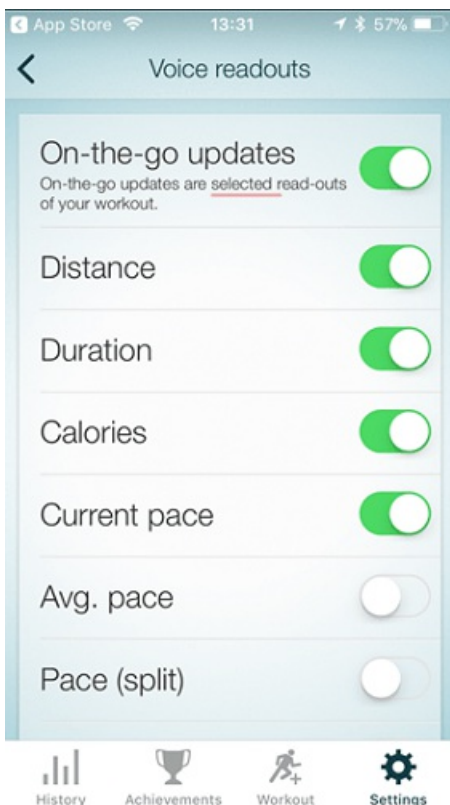 App Store 13:31 57%
Voice readouts
On-the-go updates
On-the-go updates are selected read-outs
of your workout.
Distance
Duration
Calories
Current pace
Avg. pace
Pace (split)
History Achievements Workout Settings